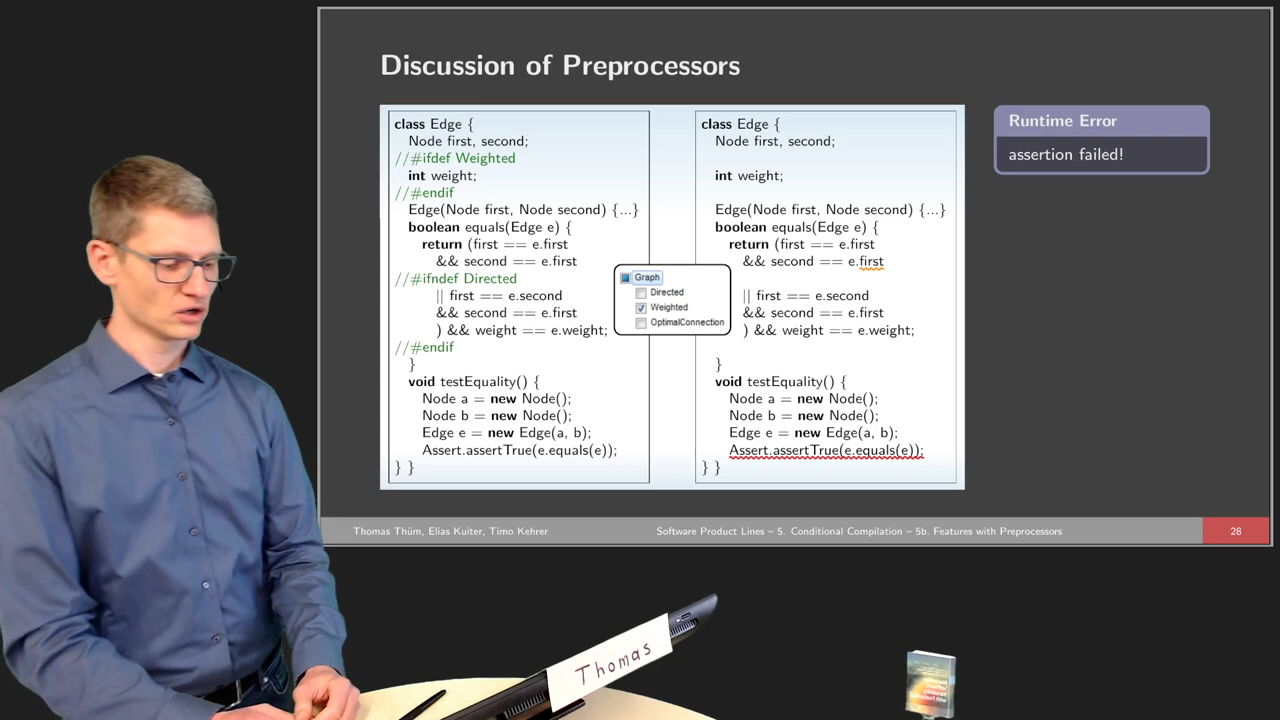 Discussion of Preprocessors
class Edge {
Node first, second;
//#ifdef Weighted
int weight;
//#endif
Edge(Node first, Node second) {...}
boolean equals(Edge e) {
return (first == e.first
&& second == e.first
//#ifndef Directed
|| first == e.second
&& second == e.first
) && weight == e.weight;
//#endif
}
void testEquality() {
Node a = new Node();
Node b = new Node();
Edge e = new Edge(a, b);
Assert.assertTrue(e.equals(e));
} }
Graph
Directed
Weighted
OptimalConnection
class Edge {
Node first, second;
int weight;
Edge(Node first, Node second) {...}
boolean equals(Edge e) {
return (first == e.first
&& second == e.first
|| first == e.second
&& second == e.first
) && weight == e.weight;
}
void testEquality() {
Node a = new Node();
Node b = new Node();
Edge e = new Edge(a, b);
Assert.assertTrue(e.equals(e));
} }
Runtime Error
assertion failed!
Thomas Thüm, Elias Kuiter, Timo Kehrer
Software Product Lines – 5. Conditional Compilation – 5b. Features with Preprocessors
28
Thomas